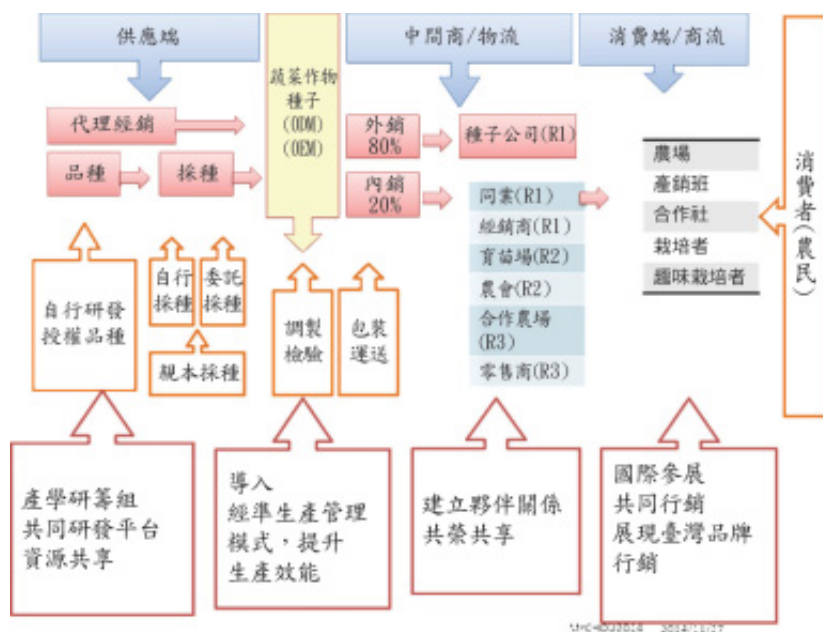 供應端
中間商/物流
消費端/商流
蔬菜作物
種子
(ODM)
(OEM)
代理經銷
品種
採種
外銷
80%
種子公司(R1)
內銷
20%
同業(R1)
經銷商(R1)
育苗場(R2)
農會(R2)
合作農場
(R3)
零售商(R3)
農場
產銷班
合作社
栽培者
趣味栽培者
消費者(農民)
自行研發
授權品種
自行
採種
委託
採種
親本採種
調製
檢驗
包裝
運送
產學研籌組
共同研發平台
資源共享
導入
經準生產管理
模式，提升
生產效能
建立夥伴關係
共榮共享
國際參展
共同行銷
展現臺灣品牌
行銷